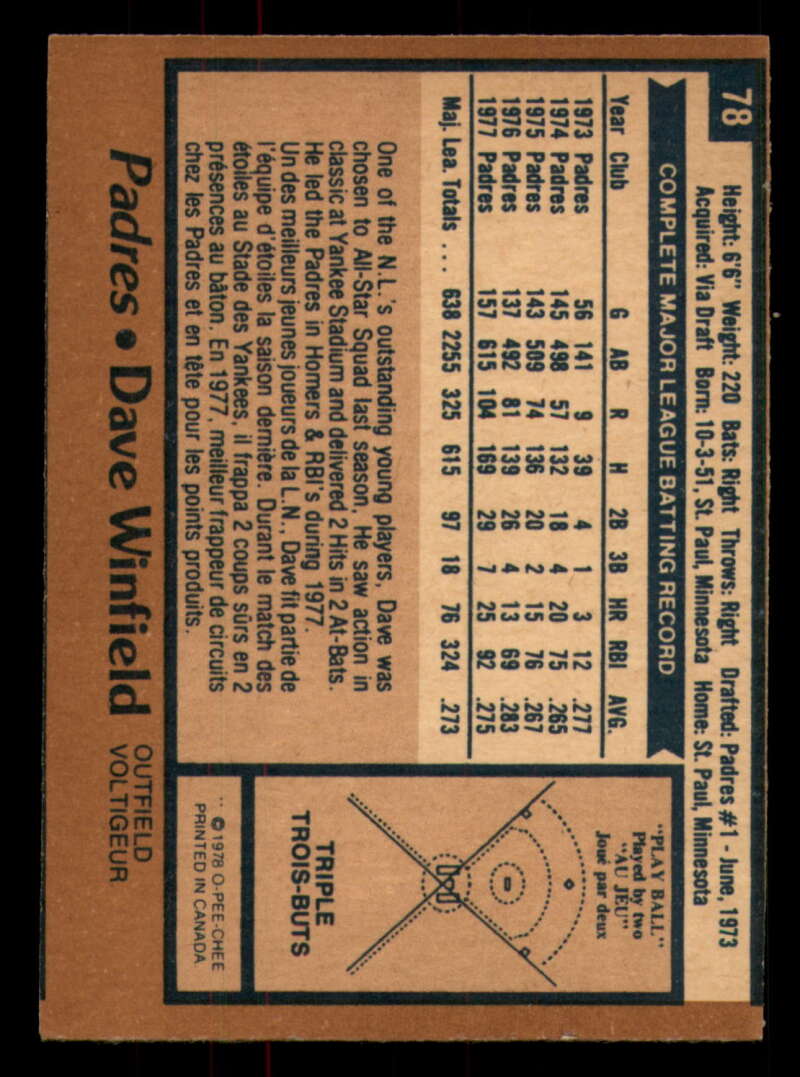 78
Height: 6'6" Weight: 220 Bats: Right Throws: Right Drafted: Padres #1 - June, 1973
Acquired: Via Draft Born: 10-3-51, St. Paul, Minnesota Home: St. Paul, Minnesota
COMPLETE MAJOR LEAGUE BATTING RECORD
Year Club G AB R H 2B 3B HR RBI AVG.
1973 Padres 56 141 9 39 4 1 3 12 .277
1974 Padres 145 498 57 132 18 4 20 75 .265
1975 Padres 143 509 74 136 20 2 15 76 .267
1976 Padres 137 492 81 139 26 4 13 69 .283
1977 Padres 157 615 104 169 29 7 25 92 .275
Maj. Lea. Totals ... 638 2255 325 615 97 18 76 324 .273
One of the N.L.'s outstanding young players, Dave was
chosen to All-Star Squad last season, He saw action in
classic at Yankee Stadium and delivered 2 Hits in 2 At-Bats.
He led the Padres in Homers & RBI's during 1977.
Un des meilleurs jeunes joueurs de la L.N., Dave fit partie de
l'équipe d'étoiles la saison dernière. Durant le match des
étoiles au Stade des Yankees, il frappa 2 coups sûrs en 2
présences au bâton. En 1977, meilleur frappeur de circuits
chez les Padres et en tête pour les points produits.
"PLAY BALL"
Played by two
"AU JEU"
Joué par deux
TRIPLE
TROIS-BUTS
** © 1978 O-PEE-CHEE
PRINTED IN CANADA
Padres • Dave Winfield
OUTFIELD
VOLTIGEUR